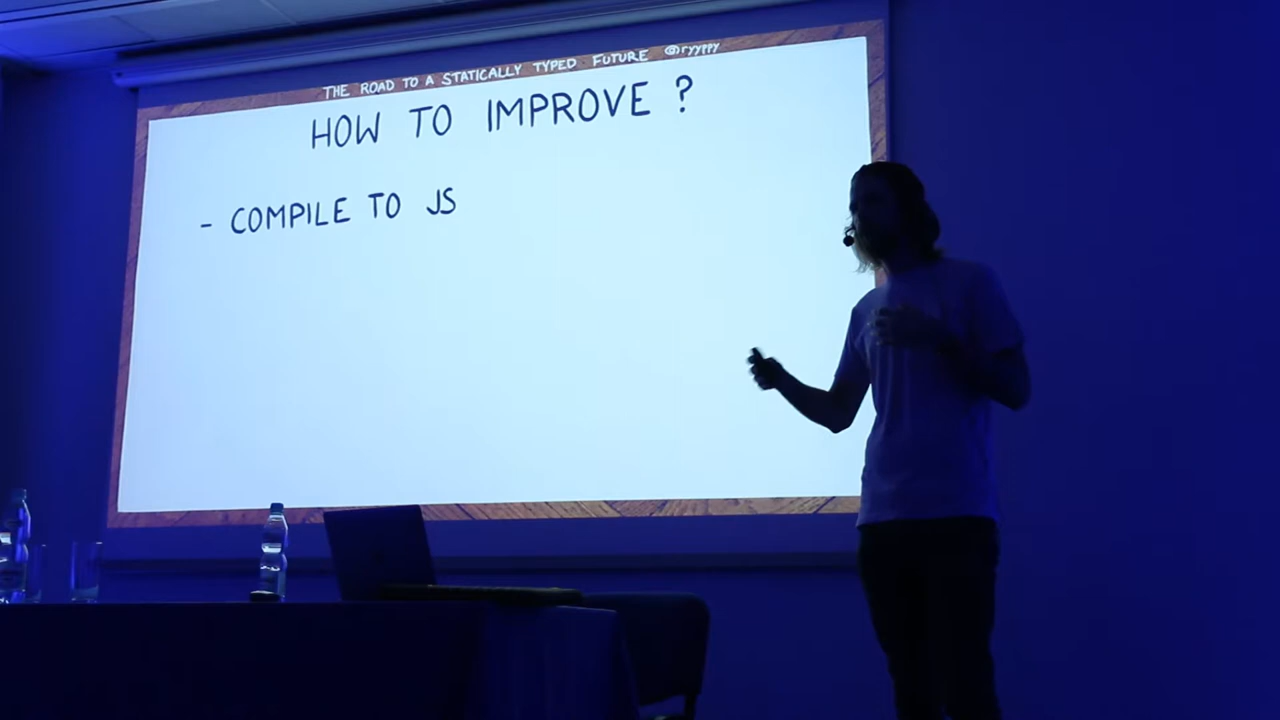 THE ROAD TO A STATICALLY TYPED FUTURE @ryyppy
HOW TO IMPROVE ?
- COMPILE TO JS